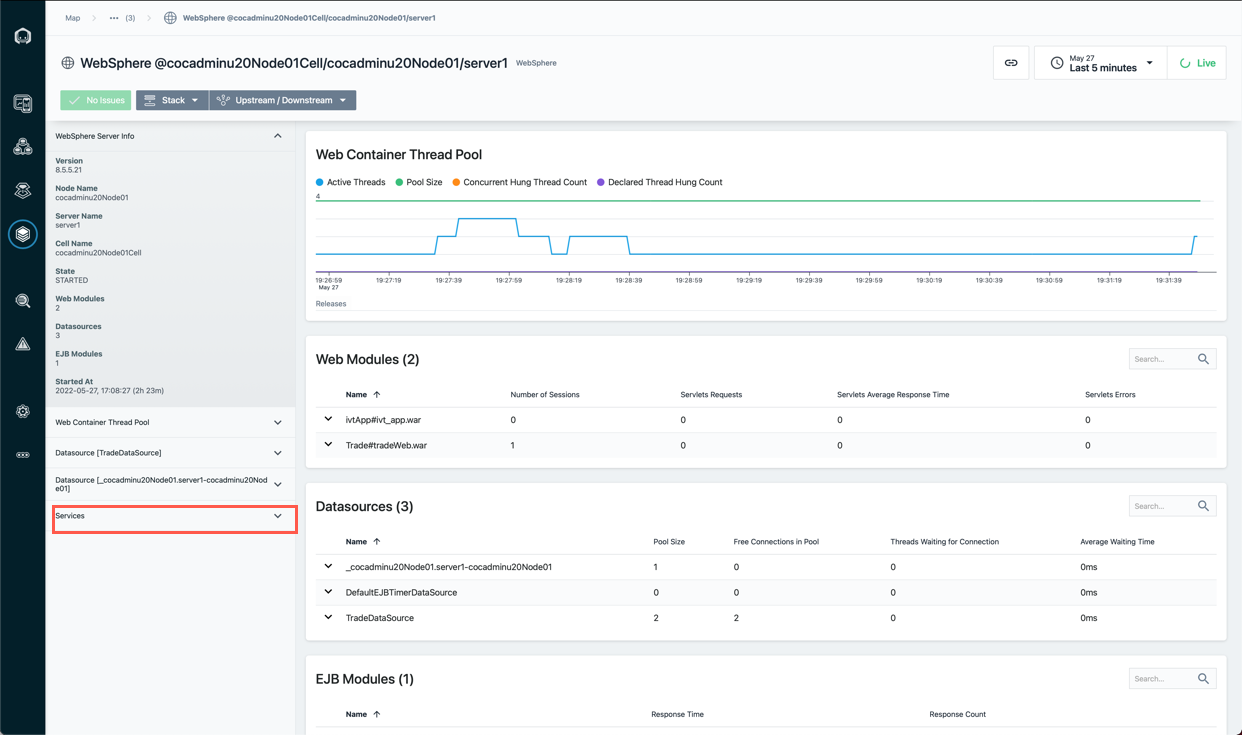 Map ••• (3) WebSphere @cocadminu20Node01Cell/cocadminu20Node01/server1
WebSphere @cocadminu20Node01Cell/cocadminu20Node01/server1 WebSphere
May 27
Last 5 minutes
Live
No Issues Stack Upstream / Downstream
WebSphere Server Info
Version
8.5.5.21
Node Name
cocadminu20Node01
Server Name
server1
Cell Name
cocadminu20Node01Cell
State
STARTED
Web Modules
2
Datasources
3
EJB Modules
1
Started At
2022-05-27, 17:08:27 (2h 23m)
Web Container Thread Pool
Datasource [TradeDataSource]
Datasource [_cocadminu20Node01.server1-cocadminu20Nod
e01]
Services
Web Container Thread Pool
Active Threads Pool Size Concurrent Hung Thread Count Declared Thread Hung Count
4
19:26:59 19:27:19 19:27:39 19:27:59 19:28:19 19:28:39 19:28:59 19:29:19 19:29:39 19:29:59 19:30:19 19:30:39 19:30:59 19:31:19 19:31:39
May 27
Releases
Web Modules (2) Search...
Name Number of Sessions Servlets Requests Servlets Average Response Time Servlets Errors
ivtApp#ivt_app.war 0 0 0 0
Trade#tradeWeb.war 1 0 0 0
Datasources (3) Search...
Name Pool Size Free Connections in Pool Threads Waiting for Connection Average Waiting Time
_cocadminu20Node01.server1-cocadminu20Node01 1 0 0 0ms
DefaultEJBTimerDataSource 0 0 0 0ms
TradeDataSource 2 2 0 0ms
EJB Modules (1) Search...
Name Response Time Response Count